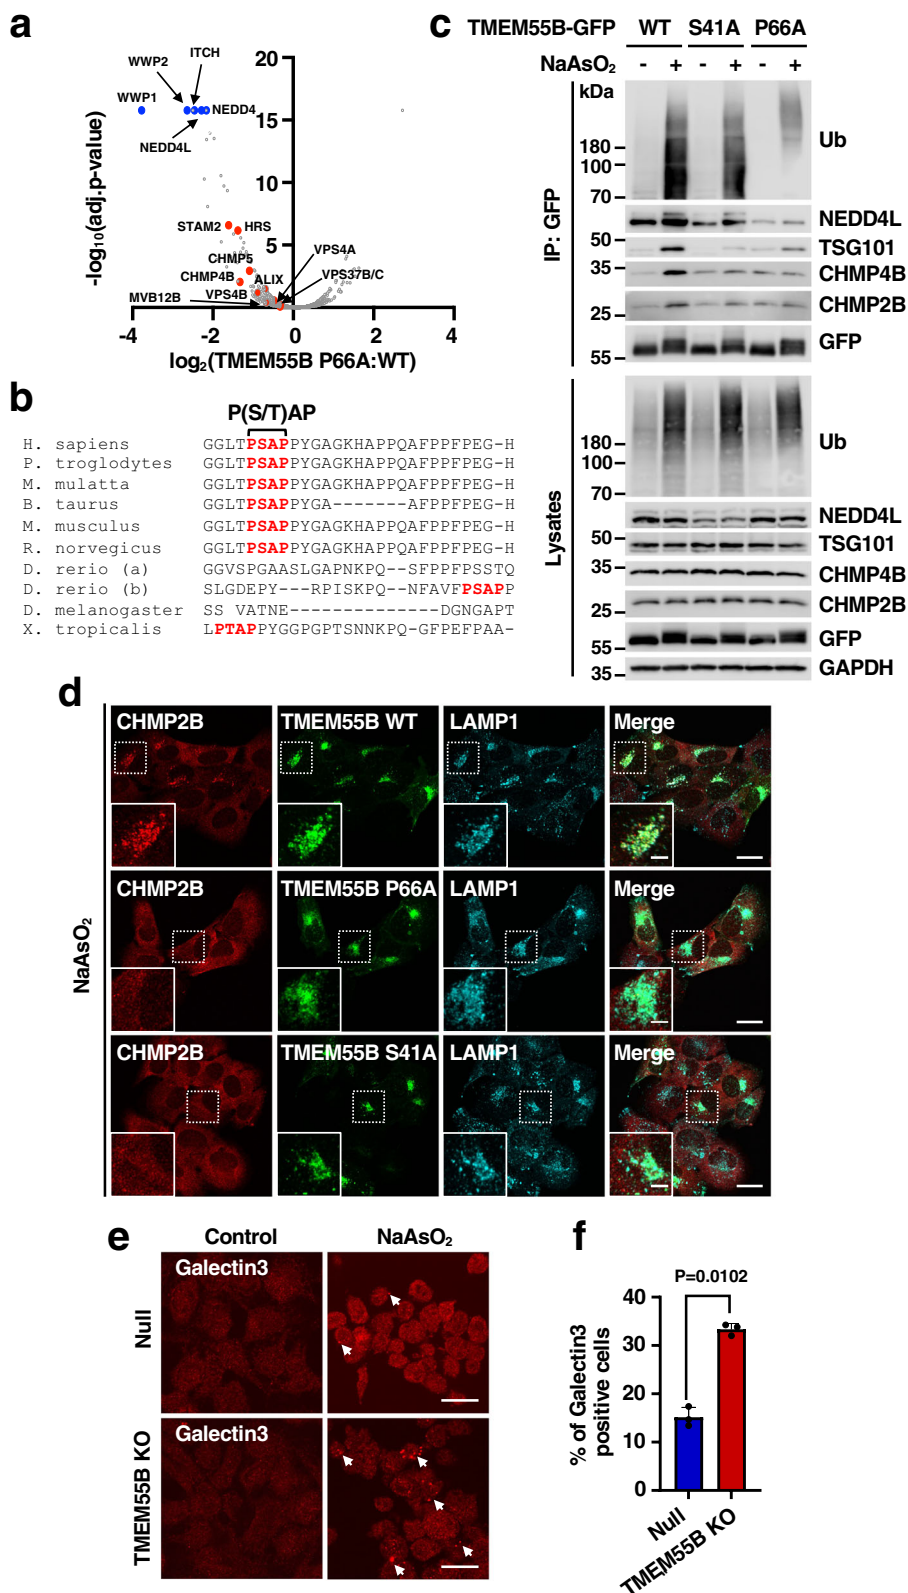 a
20
15
10
5
0
-4
-2
0
2
4
-log10(adj.p-value)
log2(TMEM55B P66A:WT)
ITCH
WWP2
WWP1
NEDD4
NEDD4L
STAM2
HRS
VPS4A
CHMP5
CHMP4B
ALIX
VPS37B/C
VPS4B
MVB12B
b
P(S/T)AP
H. sapiens GGLTPSAPPYGAGKHAPPQAFPPFPEG-H
P. troglodytes GGLTPSAPPYGAGKHAPPQAFPPFPEG-H
M. mulatta GGLTPSAPPYGAGKHAPPQAFPPFPEG-H
B. taurus GGLTPSAPPYGA------AFPPFPEG-H
M. musculus GGLTPSAPPYGAGKHAPPQAFPPFPEG-H
R. norvegicus GGLTPSAPPYGAGKHAPPQAFPPFPEG-H
D. rerio (a) GGVSPGAASLGAPNKPQ--SFPPFPSSTQ
D. rerio (b) SLGDEPY---RPISKPQ--NFAVFPSAPP
D. melanogaster SS VATNE-------------DGNGAPT
X. tropicalis LPTAPPYGGPGPTSNNKPQ-GFPEFPAA-
c
TMEM55B-GFP WT S41A P66A
NaAsO2 - + - + - +
kDa
IP: GFP
180
100
70
Ub
NEDD4L
50
TSG101
35
CHMP4B
25
CHMP2B
55
GFP
Lysates
180
100
70
Ub
NEDD4L
50
TSG101
35
CHMP4B
25
CHMP2B
55
GFP
35
GAPDH
d
NaAsO2
CHMP2B TMEM55B WT LAMP1 Merge
CHMP2B TMEM55B P66A LAMP1 Merge
CHMP2B TMEM55B S41A LAMP1 Merge
e
Control NaAsO2
Null
Galectin3
TMEM55B KO
Galectin3
f
P=0.0102
% of Galectin3
positive cells
40
30
20
10
0
Null
TMEM55B KO